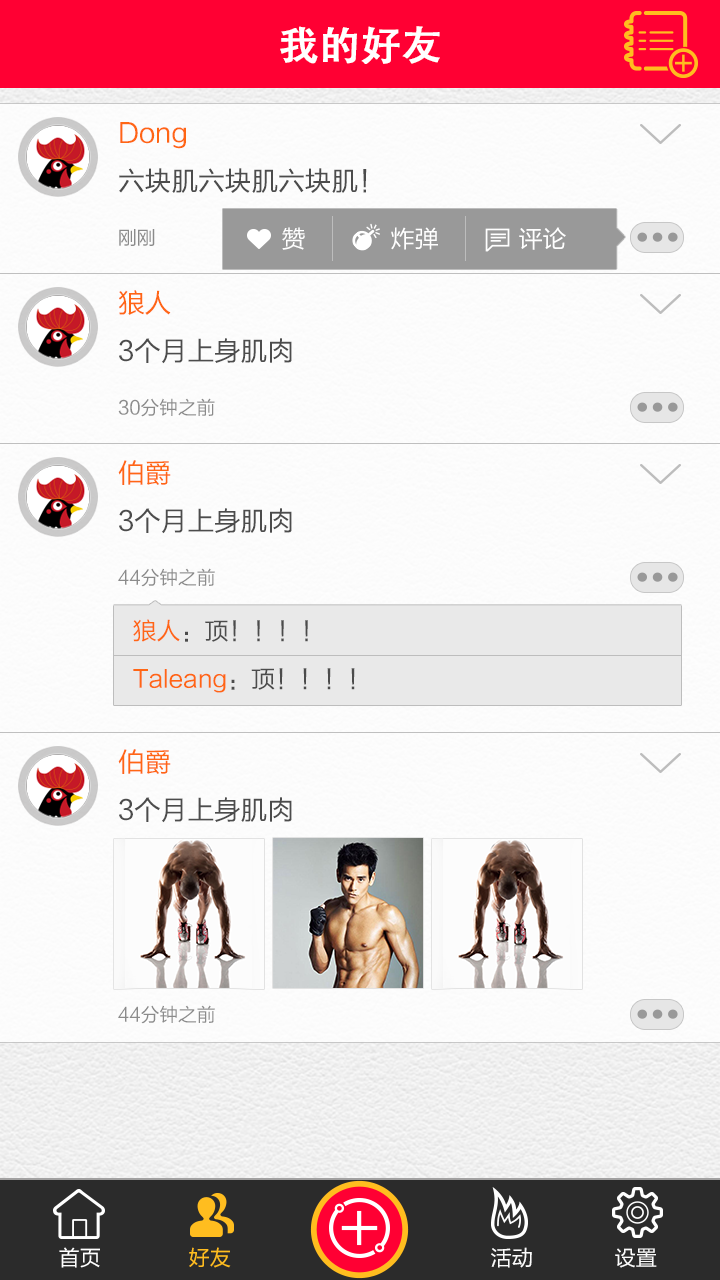 我的好友
Dong
六块肌六块肌六块肌！
刚刚
赞 炸弹 评论
狼人
3个月上身肌肉
30分钟之前
伯爵
3个月上身肌肉
44分钟之前
狼人：顶！！！！
Taleang：顶！！！！
伯爵
3个月上身肌肉
44分钟之前
首页 好友 活动 设置